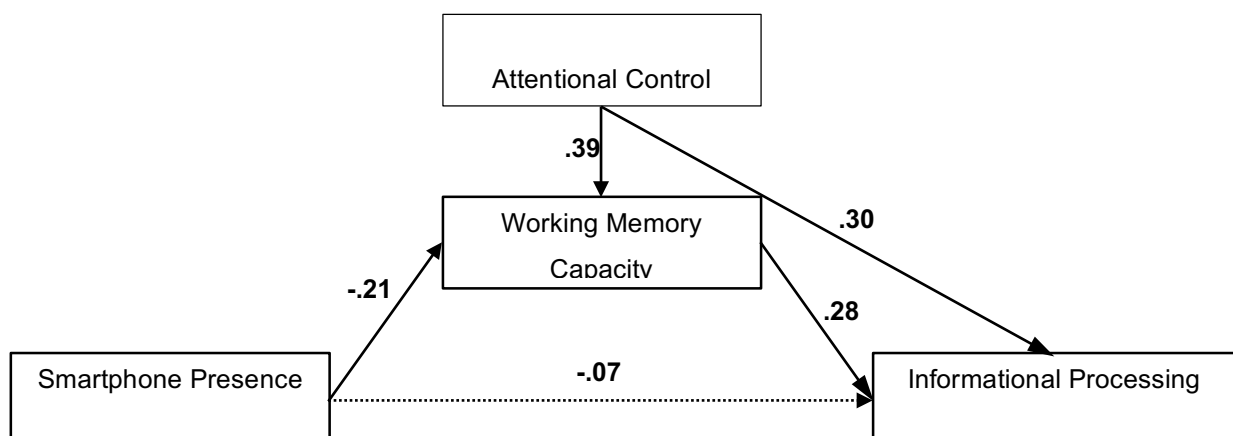 Attentional Control
.39
Working Memory
Capacity
.30
-.21
.28
Smartphone Presence
-.07
Informational Processing